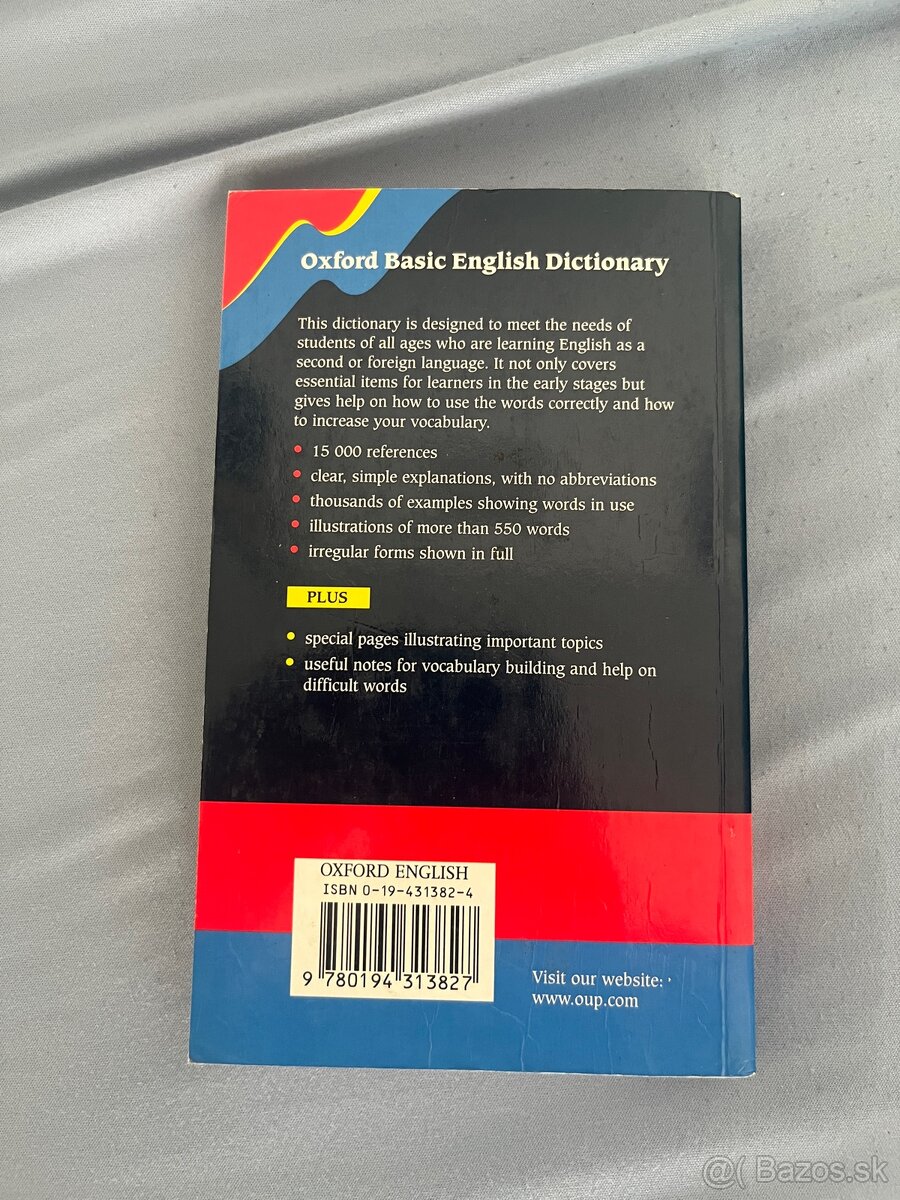 Oxford Basic English Dictionary
This dictionary is designed to meet the needs of
students of all ages who are learning English as a
second or foreign language. It not only covers
essential items for learners in the early stages but
gives help on how to use the words correctly and how
to increase your vocabulary.
• 15 000 references
• clear, simple explanations, with no abbreviations
• thousands of examples showing words in use
• illustrations of more than 550 words
• irregular forms shown in full
PLUS
• special pages illustrating important topics
• useful notes for vocabulary building and help on
difficult words
OXFORD ENGLISH
ISBN 0-19-431382-4
9 780194 313827
Visit our website:
www.oup.com
@( Bazos.sk